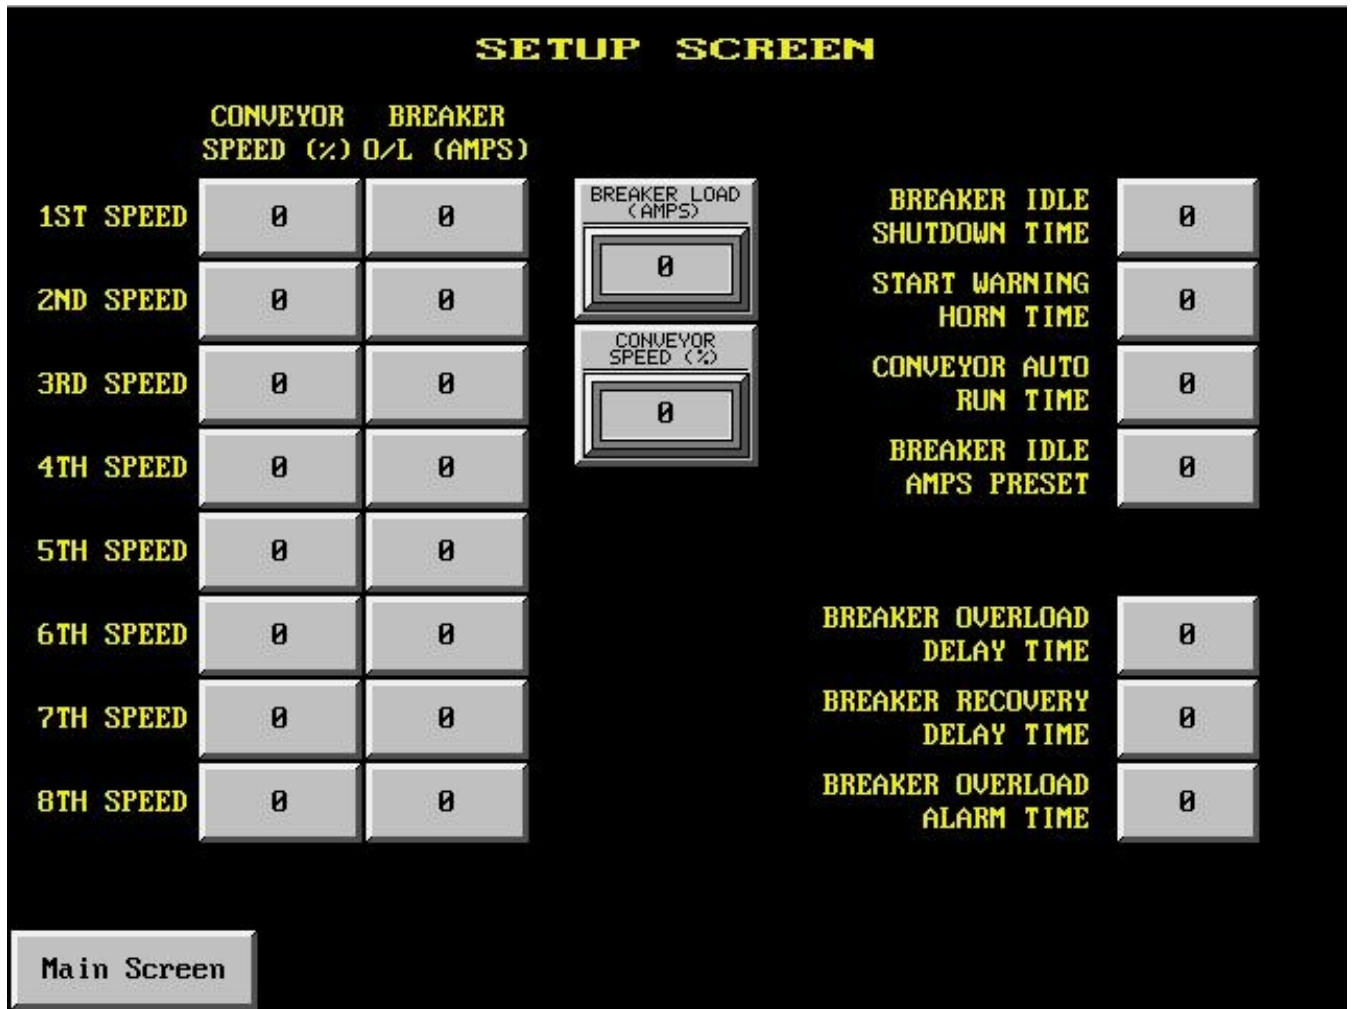 SETUP SCREEN
CONVEYOR BREAKER
SPEED (%) O/L (AMPS)
1ST SPEED 0 0
2ND SPEED 0 0
3RD SPEED 0 0
4TH SPEED 0 0
5TH SPEED 0 0
6TH SPEED 0 0
7TH SPEED 0 0
8TH SPEED 0 0
BREAKER LOAD
(AMPS)
0
CONVEYOR
SPEED (%)
0
BREAKER IDLE
SHUTDOWN TIME
0
START WARNING
HORN TIME
0
CONVEYOR AUTO
RUN TIME
0
BREAKER IDLE
AMPS PRESET
0
BREAKER OVERLOAD
DELAY TIME
0
BREAKER RECOVERY
DELAY TIME
0
BREAKER OVERLOAD
ALARM TIME
0
Main Screen